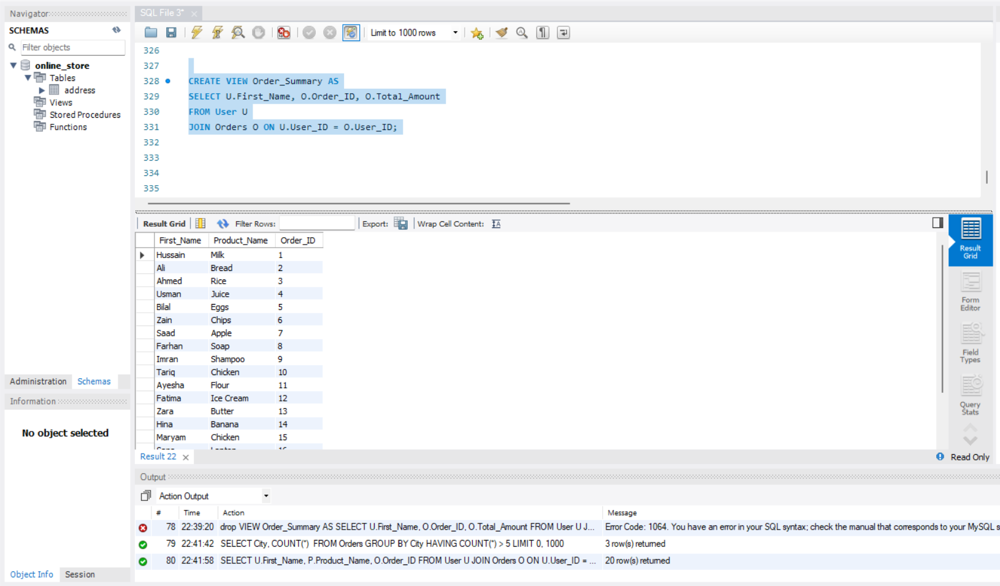 Navigator
SQL File 3*
SCHEMAS
Limit to 1000 rows
Filter objects
online_store
Tables
address
Views
Stored Procedures
Functions
326
327
328 CREATE VIEW Order_Summary AS
329 SELECT U.First_Name, O.Order_ID, O.Total_Amount
330 FROM User U
331 JOIN Orders O ON U.User_ID = O.User_ID;
332
333
334
335
Result Grid Filter Rows: Export: Wrap Cell Content:
First_Name Product_Name Order_ID
Hussain Milk 1
Ali Bread 2
Ahmed Rice 3
Usman Juice 4
Bilal Eggs 5
Zain Chips 6
Saad Apple 7
Farhan Soap 8
Imran Shampoo 9
Tariq Chicken 10
Ayesha Flour 11
Fatima Ice Cream 12
Zara Butter 13
Hina Banana 14
Maryam Chicken 15
Result
Grid
Form
Editor
Field
Types
Query
Stats
Administration Schemas
Information
No object selected
Result 22
Read Only
Output
Action Output
# Time Action Message
78 22:39:20 drop VIEW Order_Summary AS SELECT U.First_Name, O.Order_ID, O.Total_Amount FROM User U J... Error Code: 1064. You have an error in your SQL syntax; check the manual that corresponds to your MySQL s
79 22:41:42 SELECT City, COUNT(*) FROM Orders GROUP BY City HAVING COUNT(*) > 5 LIMIT 0, 1000 3 row(s) returned
80 22:41:58 SELECT U.First_Name, P.Product_Name, O.Order_ID FROM User U JOIN Orders O ON U.User_ID = ... 20 row(s) returned
Object Info Session